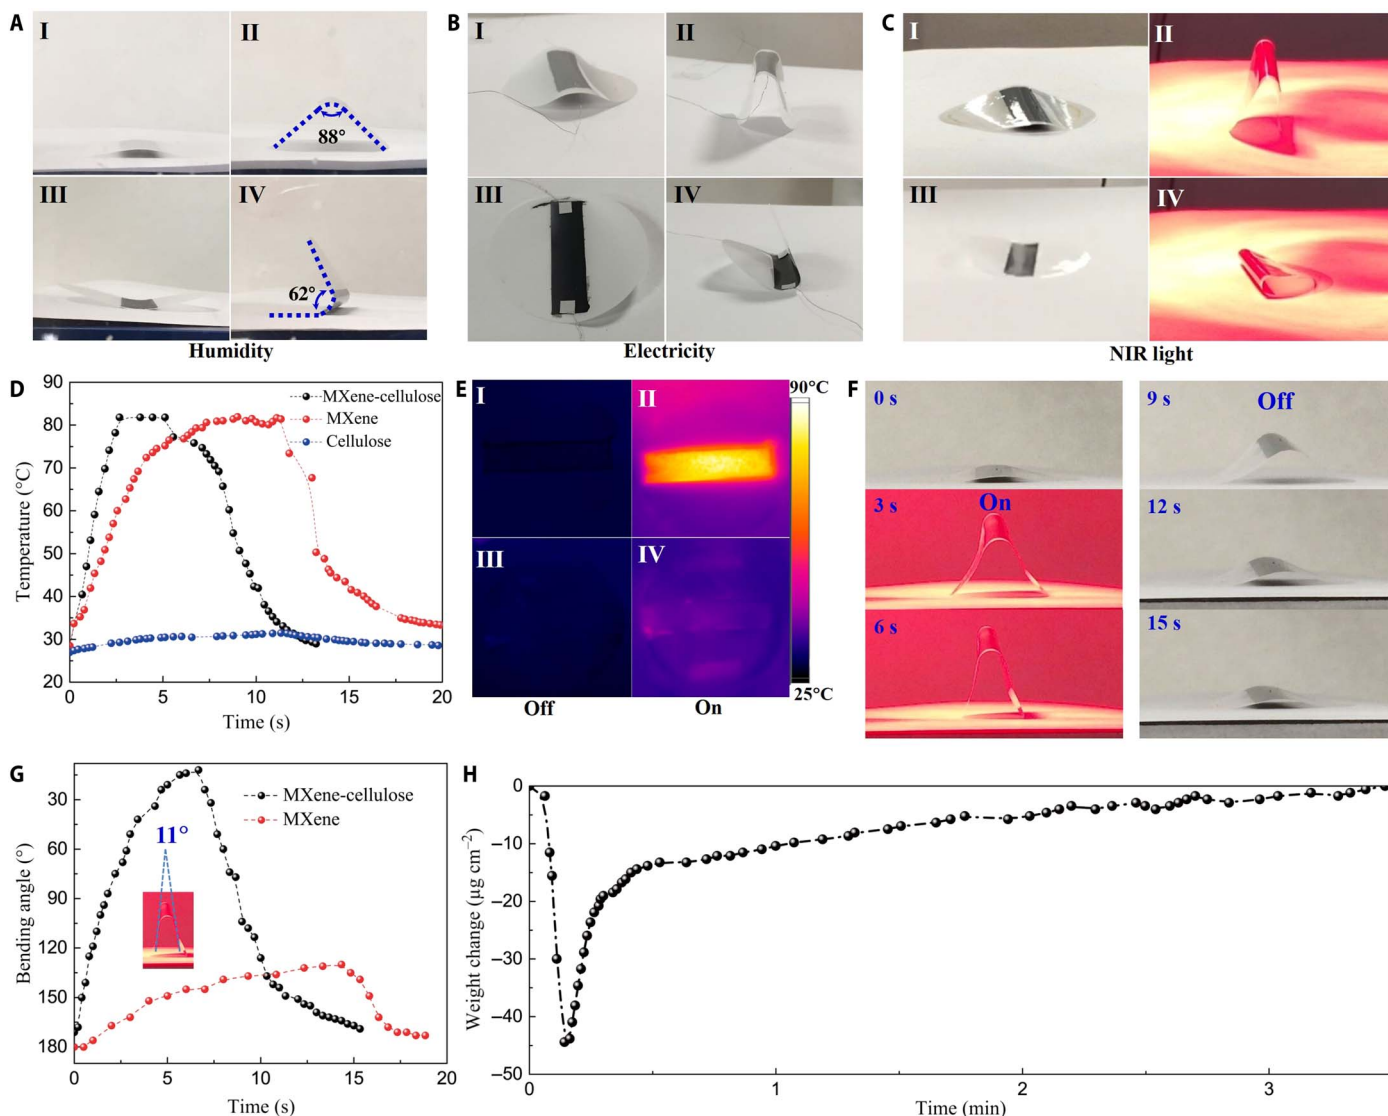 A
I
II
88°
III
IV
62°
Humidity
B
I
II
III
IV
Electricity
C
I
II
III
IV
NIR light
D
90
80
70
60
50
40
30
20
0
5
10
15
20
Temperature (°C)
Time (s)
MXene-cellulose
MXene
Cellulose
E
I
II
III
IV
Off
On
90°C
25°C
F
0 s
3 s
On
6 s
9 s
Off
12 s
15 s
G
30
60
90
120
150
180
0
5
10
15
20
Bending angle (°)
Time (s)
MXene-cellulose
MXene
11°
H
0
–10
–20
–30
–40
–50
0
1
2
3
Weight change (µg cm–2)
Time (min)